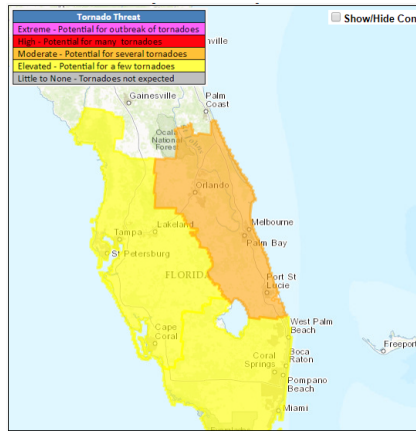 Tornado Threat
Extreme - Potential for outbreak of tornadoes
High - Potential for many tornadoes
Moderate - Potential for several tornadoes
Elevated - Potential for a few tornadoes
Little to None - Tornadoes not expected
Show/Hide Con
nville
Gainesville
Palm
Coast
Ocala
National
Forest
Orlando
Melbourne
Palm Bay
Lakeland
Tampa
St Petersburg
FLORIDA
Port St
Lucie
Cape
Coral
West Palm
Beach
Boca
Raton
Coral
Springs
Pompano
Beach
Miami
Freeport